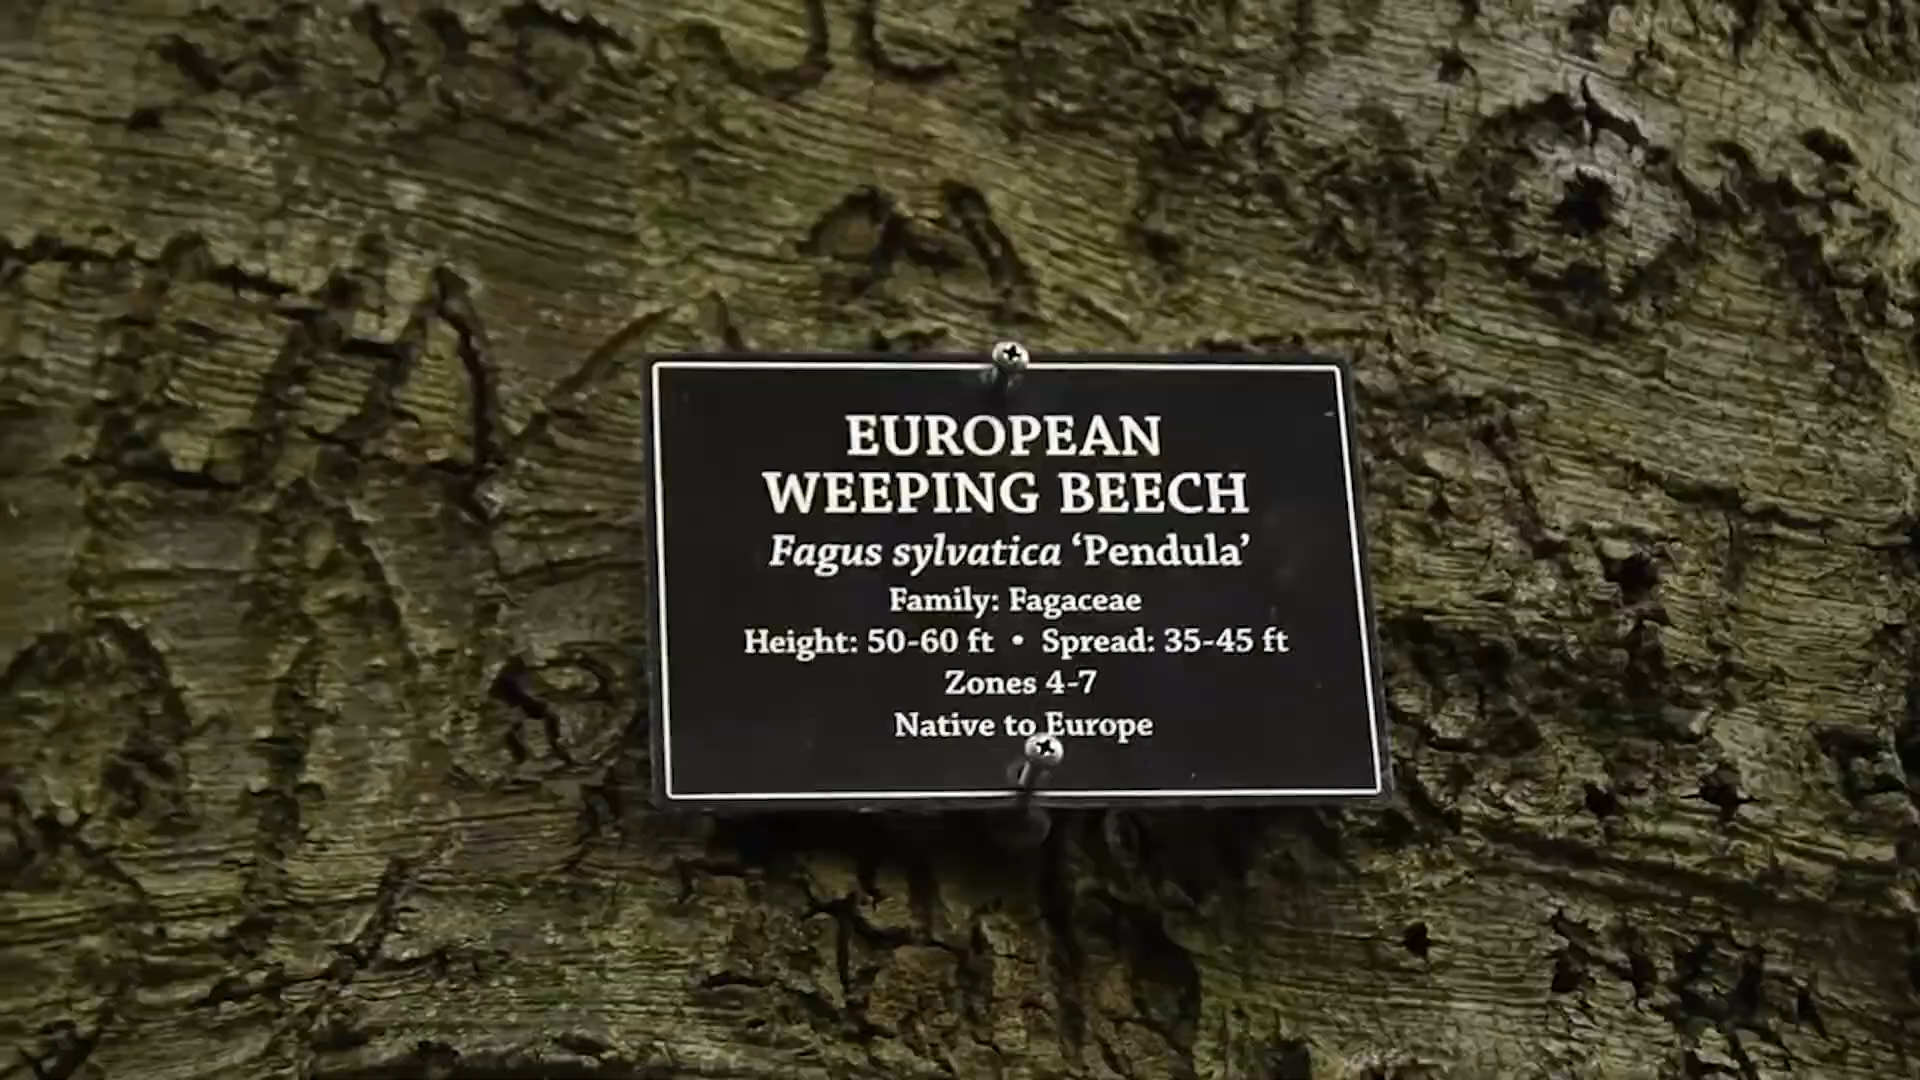 EUROPEAN
WEEPING BEECH
Fagus sylvatica ‘Pendula’
Family: Fagaceae
Height: 50-60 ft • Spread: 35-45 ft
Zones 4-7
Native to Europe